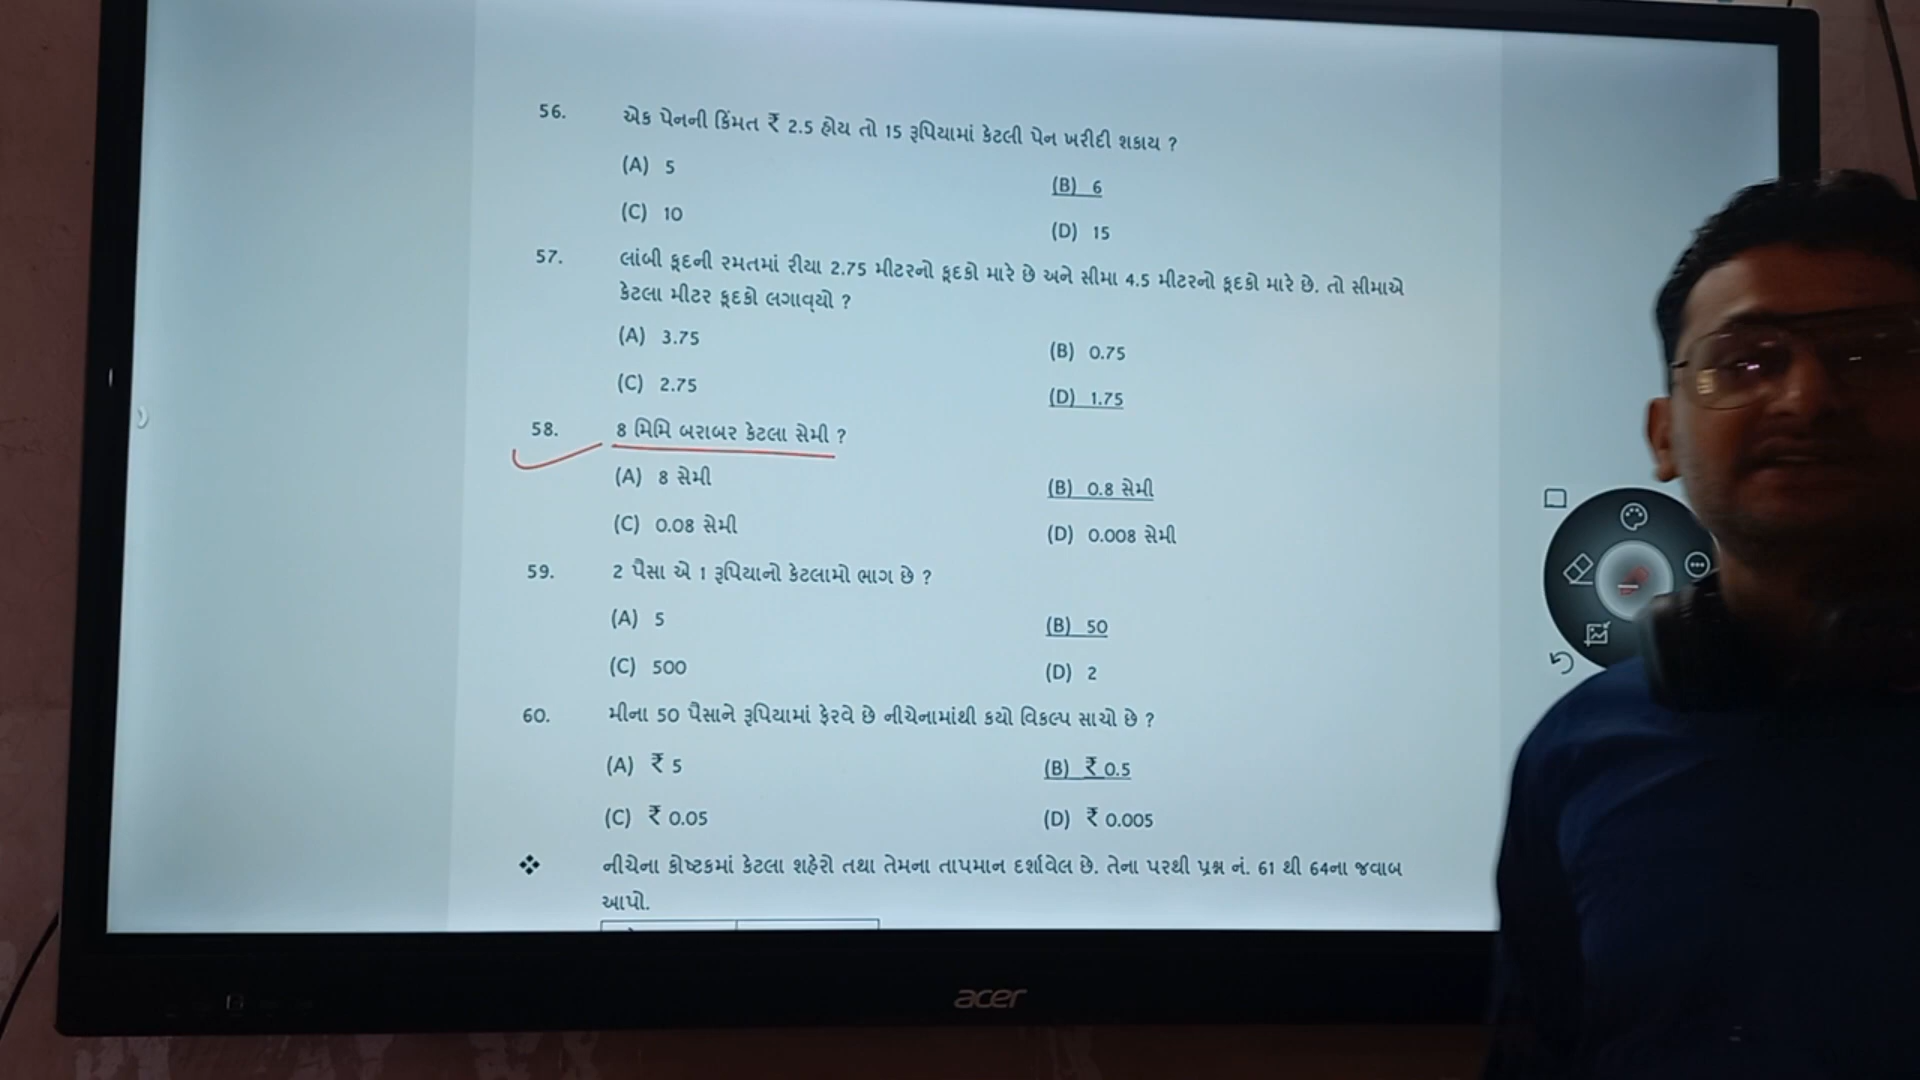 56. એક પેનની કિંમત ₹ 2.5 હોય તો 15 રૂપિયામાં કેટલી પેન ખરીદી શકાય ?
(A) 5
(B) 6
(C) 10
(D) 15
57. લાંબી કૂદની રમતમાં રીયા 2.75 મીટરનો કૂદકો મારે છે અને સીમા 4.5 મીટરનો કૂદકો મારે છે. તો સીમાએ
કેટલા મીટર કૂદકો લગાવ્યો ?
(A) 3.75
(B) 0.75
(C) 2.75
(D) 1.75
58. 8 મિમિ બરાબર કેટલા સેમી ?
(A) 8 સેમી
(B) 0.8 સેમી
(C) 0.08 સેમી
(D) 0.008 સેમી
59. 2 પૈસા એ 1 રૂપિયાનો કેટલામો ભાગ છે ?
(A) 5
(B) 50
(C) 500
(D) 2
60. મીના 50 પૈસાને રૂપિયામાં ફેરવે છે નીચેનામાંથી કયો વિકલ્પ સાચો છે ?
(A) ₹ 5
(B) ₹ 0.5
(C) ₹ 0.05
(D) ₹ 0.005
❖ નીચેના કોષ્ટકમાં કેટલા શહેરો તથા તેમના તાપમાન દર્શાવેલ છે. તેના પરથી પ્રશ્ન નં. 61 થી 64ના જવાબ
આપો.
acer